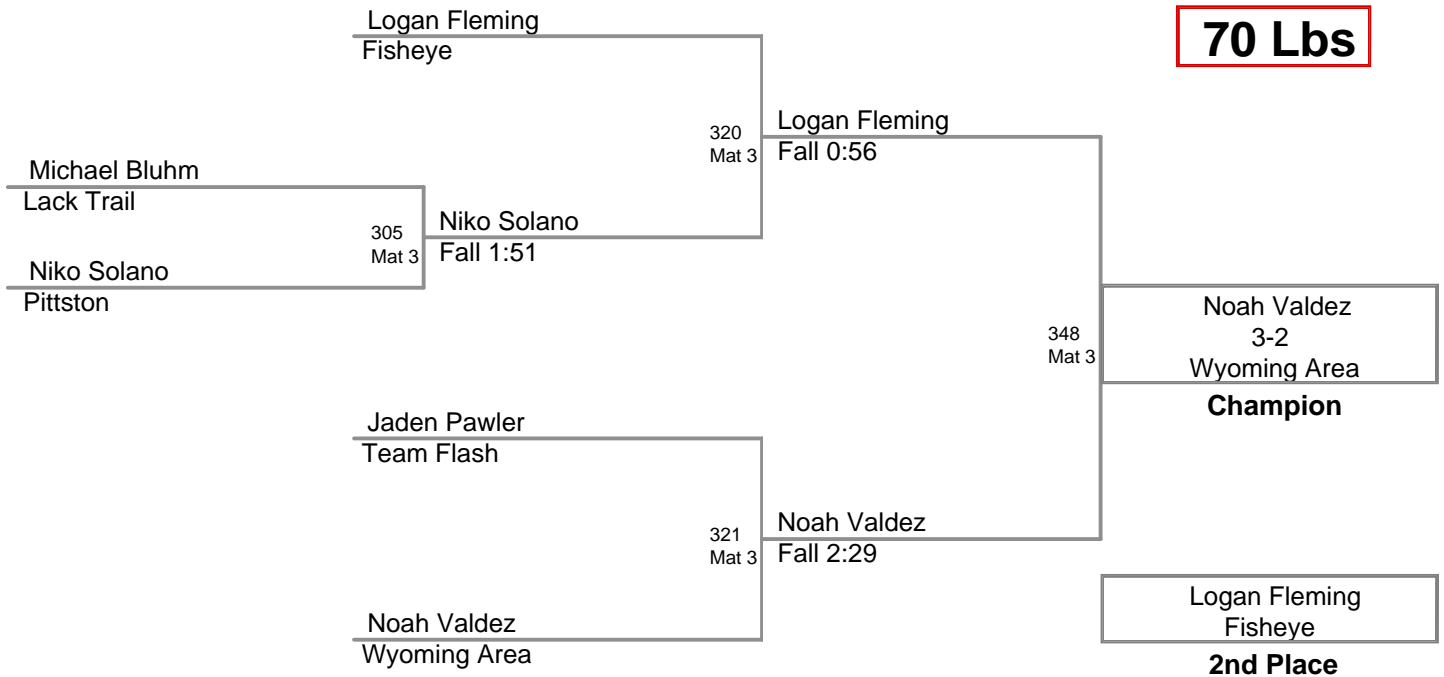 70 Lbs
Logan Fleming
Fisheye
Michael Bluhm
Lack Trail
Niko Solano
Pittston
305
Mat 3
Niko Solano
Fall 1:51
320
Mat 3
Logan Fleming
Fall 0:56
Jaden Pawler
Team Flash
Noah Valdez
Wyoming Area
321
Mat 3
Noah Valdez
Fall 2:29
348
Mat 3
Noah Valdez
3-2
Wyoming Area
Champion
Logan Fleming
Fisheye
2nd Place